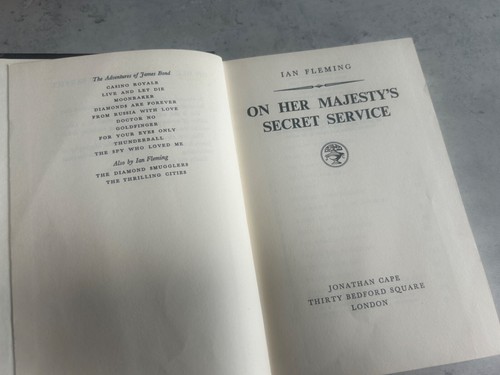 The Adventures of James Bond
CASINO ROYALE
LIVE AND LET DIE
MOONRAKER
DIAMONDS ARE FOREVER
FROM RUSSIA WITH LOVE
DOCTOR NO
GOLDFINGER
FOR YOUR EYES ONLY
THUNDERBALL
THE SPY WHO LOVED ME
Also by Ian Fleming
THE DIAMOND SMUGGLERS
THE THRILLING CITIES
IAN FLEMING
ON HER MAJESTY'S
SECRET SERVICE
JONATHAN CAPE
THIRTY BEDFORD SQUARE
LONDON